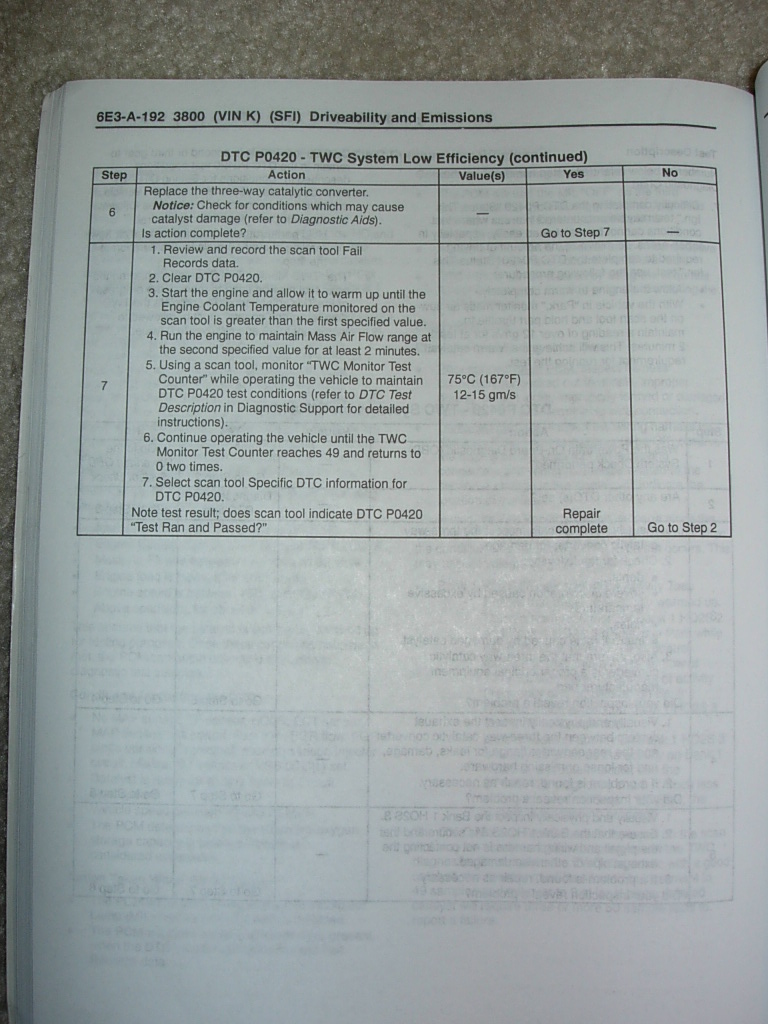 6E3-A-192 3800 (VIN K) (SFI) Driveability and Emissions
DTC P0420 - TWC System Low Efficiency (continued)
Step Action Value(s) Yes No
6
Replace the three-way catalytic converter.
Notice: Check for conditions which may cause
catalyst damage (refer to Diagnostic Aids).
Is action complete?
—
Go to Step 7
—
7
1. Review and record the scan tool Fail
Records data.
2. Clear DTC P0420.
3. Start the engine and allow it to warm up until the
Engine Coolant Temperature monitored on the
scan tool is greater than the first specified value.
4. Run the engine to maintain Mass Air Flow range at
the second specified value for at least 2 minutes.
5. Using a scan tool, monitor "TWC Monitor Test
Counter" while operating the vehicle to maintain
DTC P0420 test conditions (refer to DTC Test
Description in Diagnostic Support for detailed
instructions).
6. Continue operating the vehicle until the TWC
Monitor Test Counter reaches 49 and returns to
0 two times.
7. Select scan tool Specific DTC information for
DTC P0420.
Note test result; does scan tool indicate DTC P0420
"Test Ran and Passed?"
75°C (167°F)
12-15 gm/s
Repair
complete
Go to Step 2